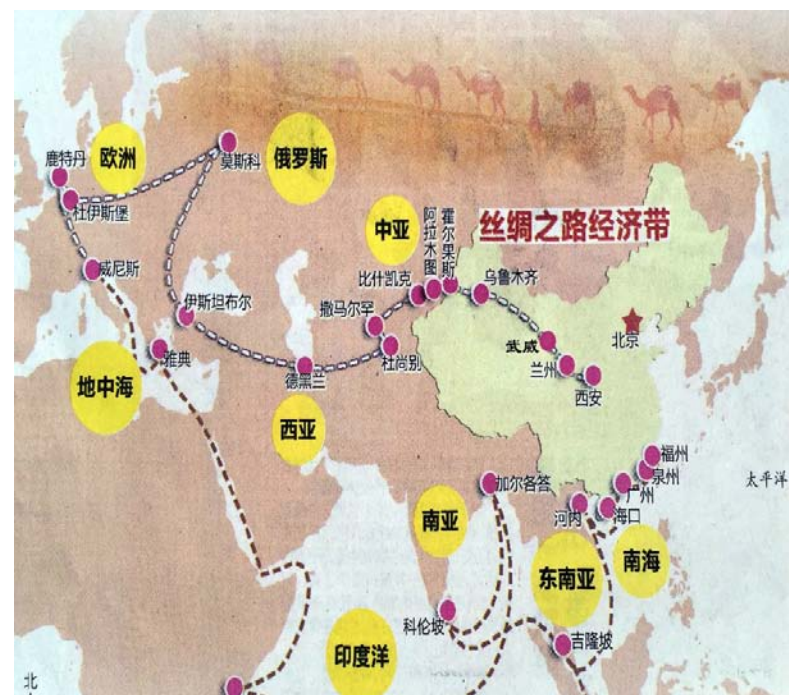 鹿特丹
欧洲
莫斯科
俄罗斯
杜伊斯堡
中亚
阿拉木图
霍尔果斯
丝绸之路经济带
威尼斯
比什凯克
乌鲁木齐
伊斯坦布尔
撒马尔罕
武威
北京
雅典
杜尚别
兰州
地中海
德黑兰
西安
西亚
福州
泉州
太平洋
加尔各答
广州
河内
海口
南亚
南海
东南亚
科伦坡
吉隆坡
印度洋
北